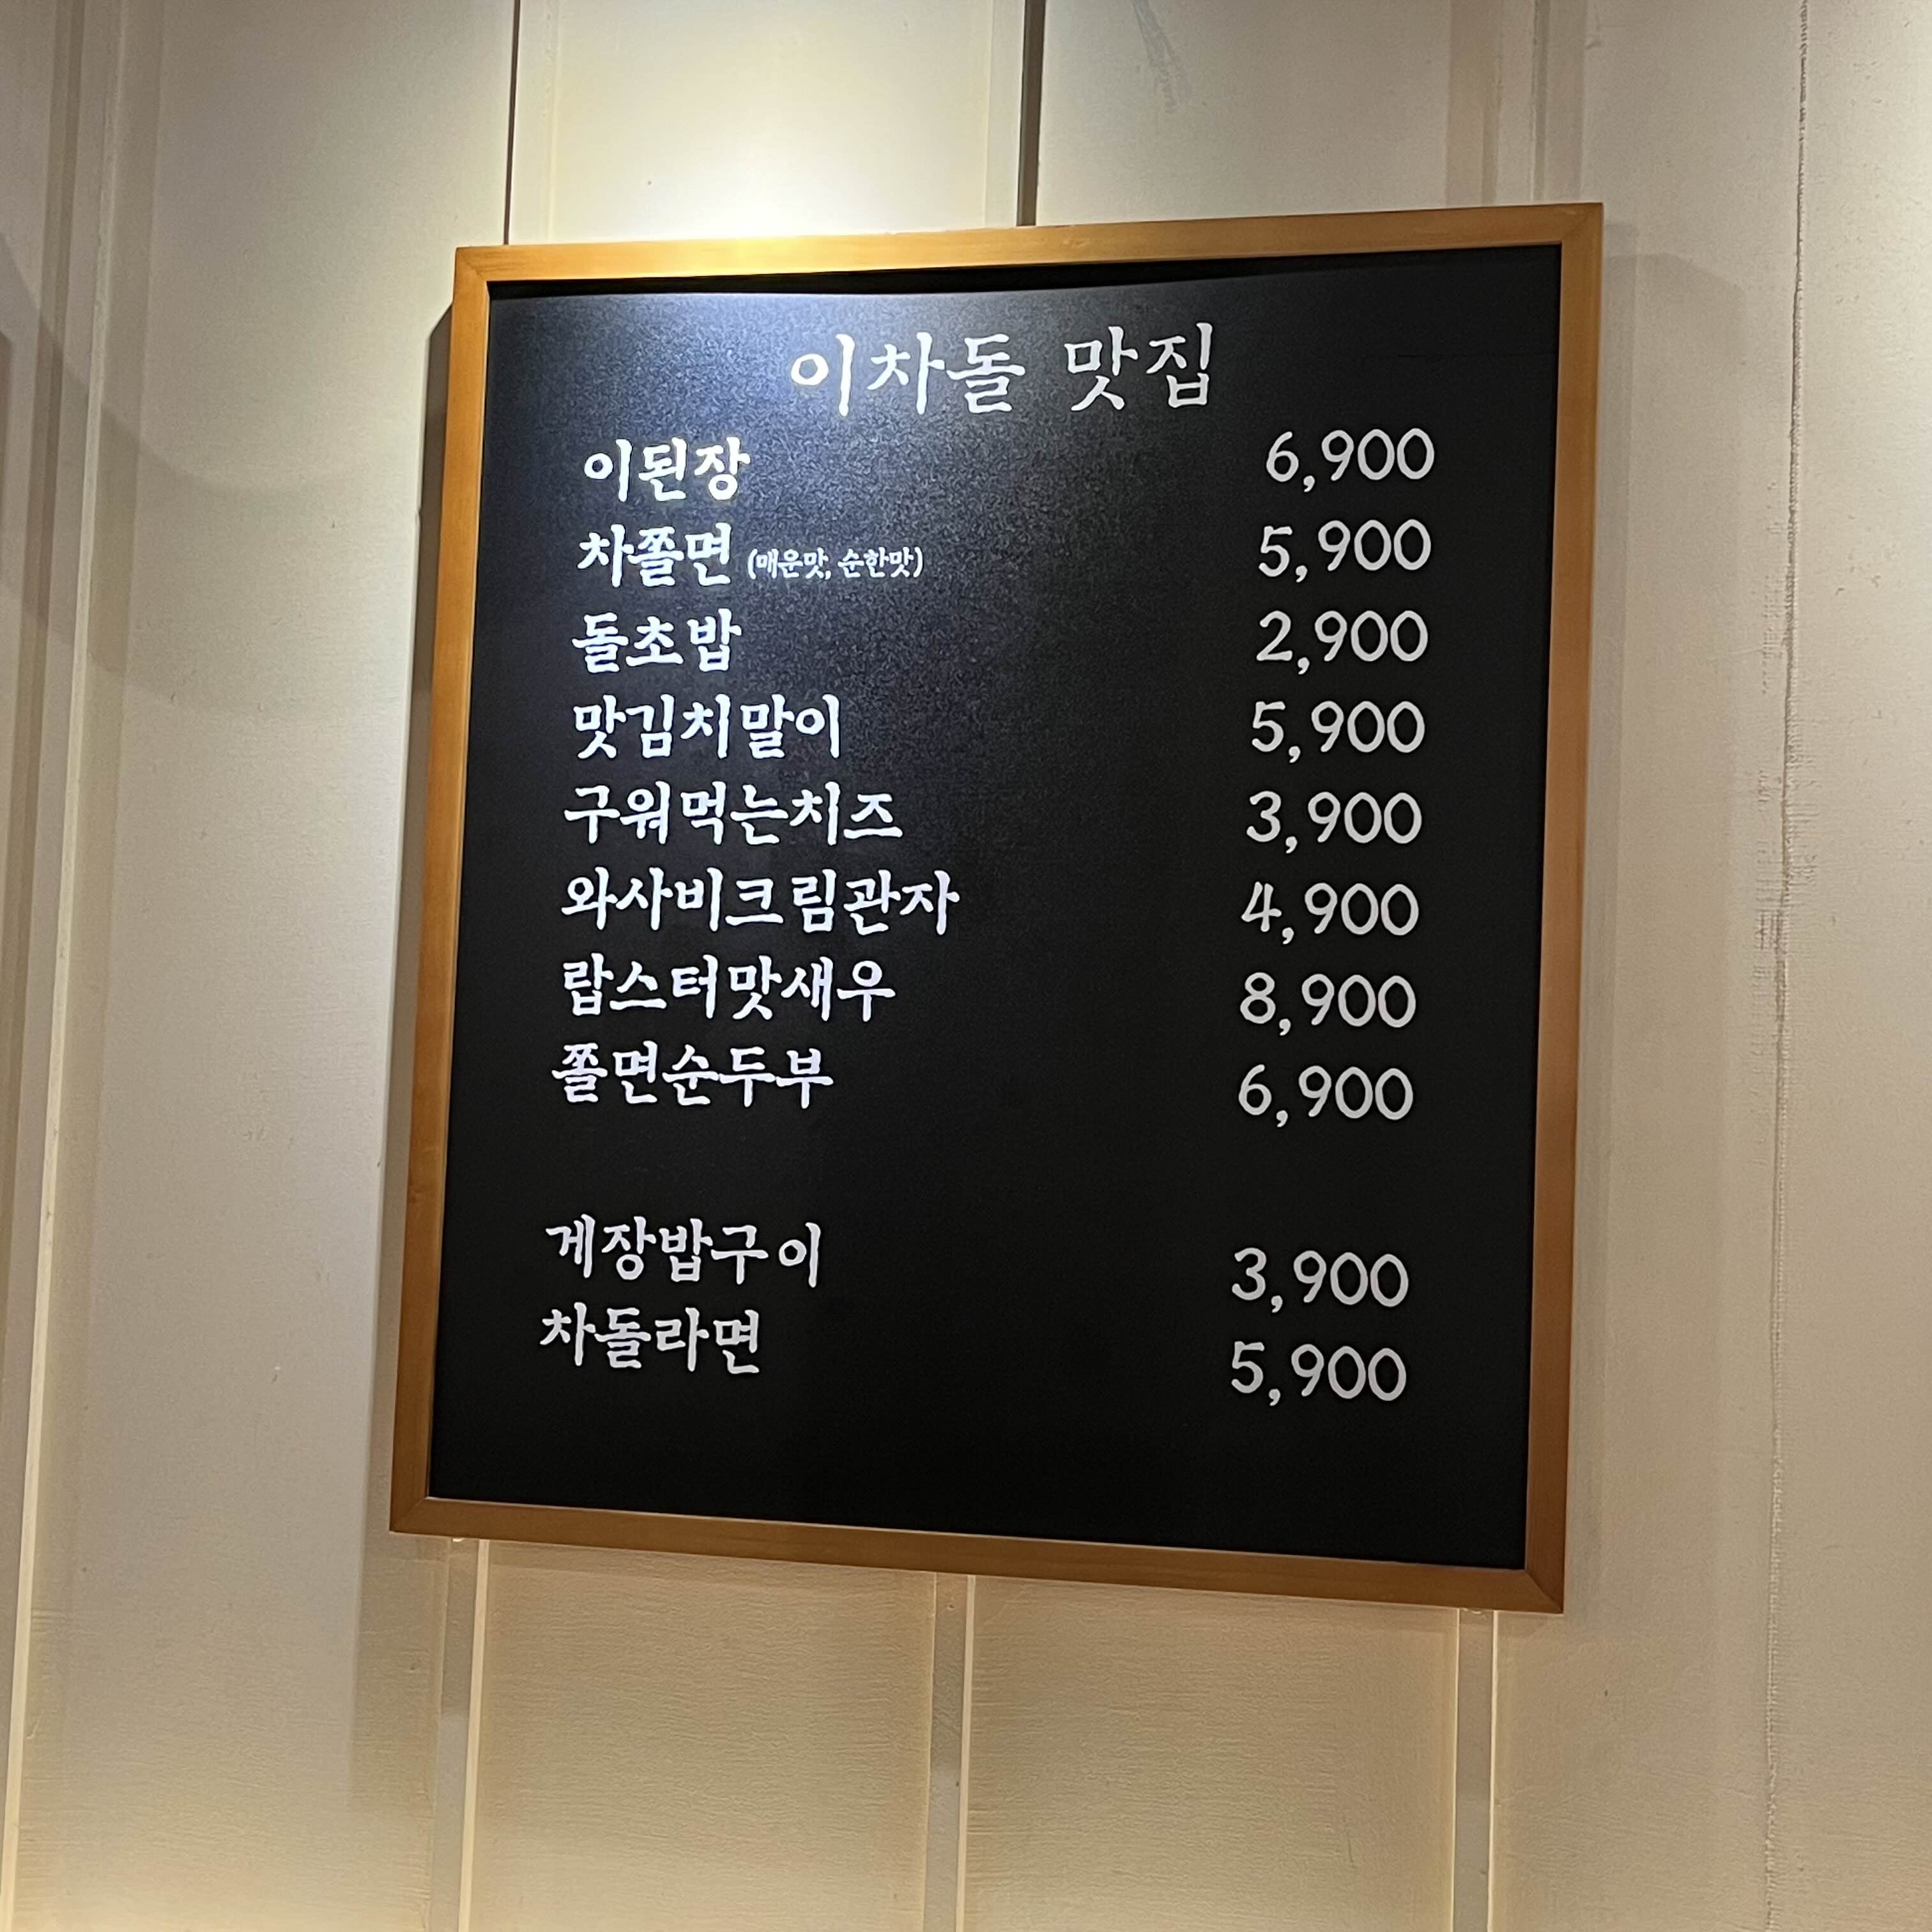 이차돌 맛집
이된장 6,900
차쫄면 (매운맛, 순한맛) 5,900
돌초밥 2,900
맛김치말이 5,900
구워먹는치즈 3,900
와사비크림관자 4,900
랍스터맛새우 8,900
쫄면순두부 6,900
게장밥구이 3,900
차돌라면 5,900